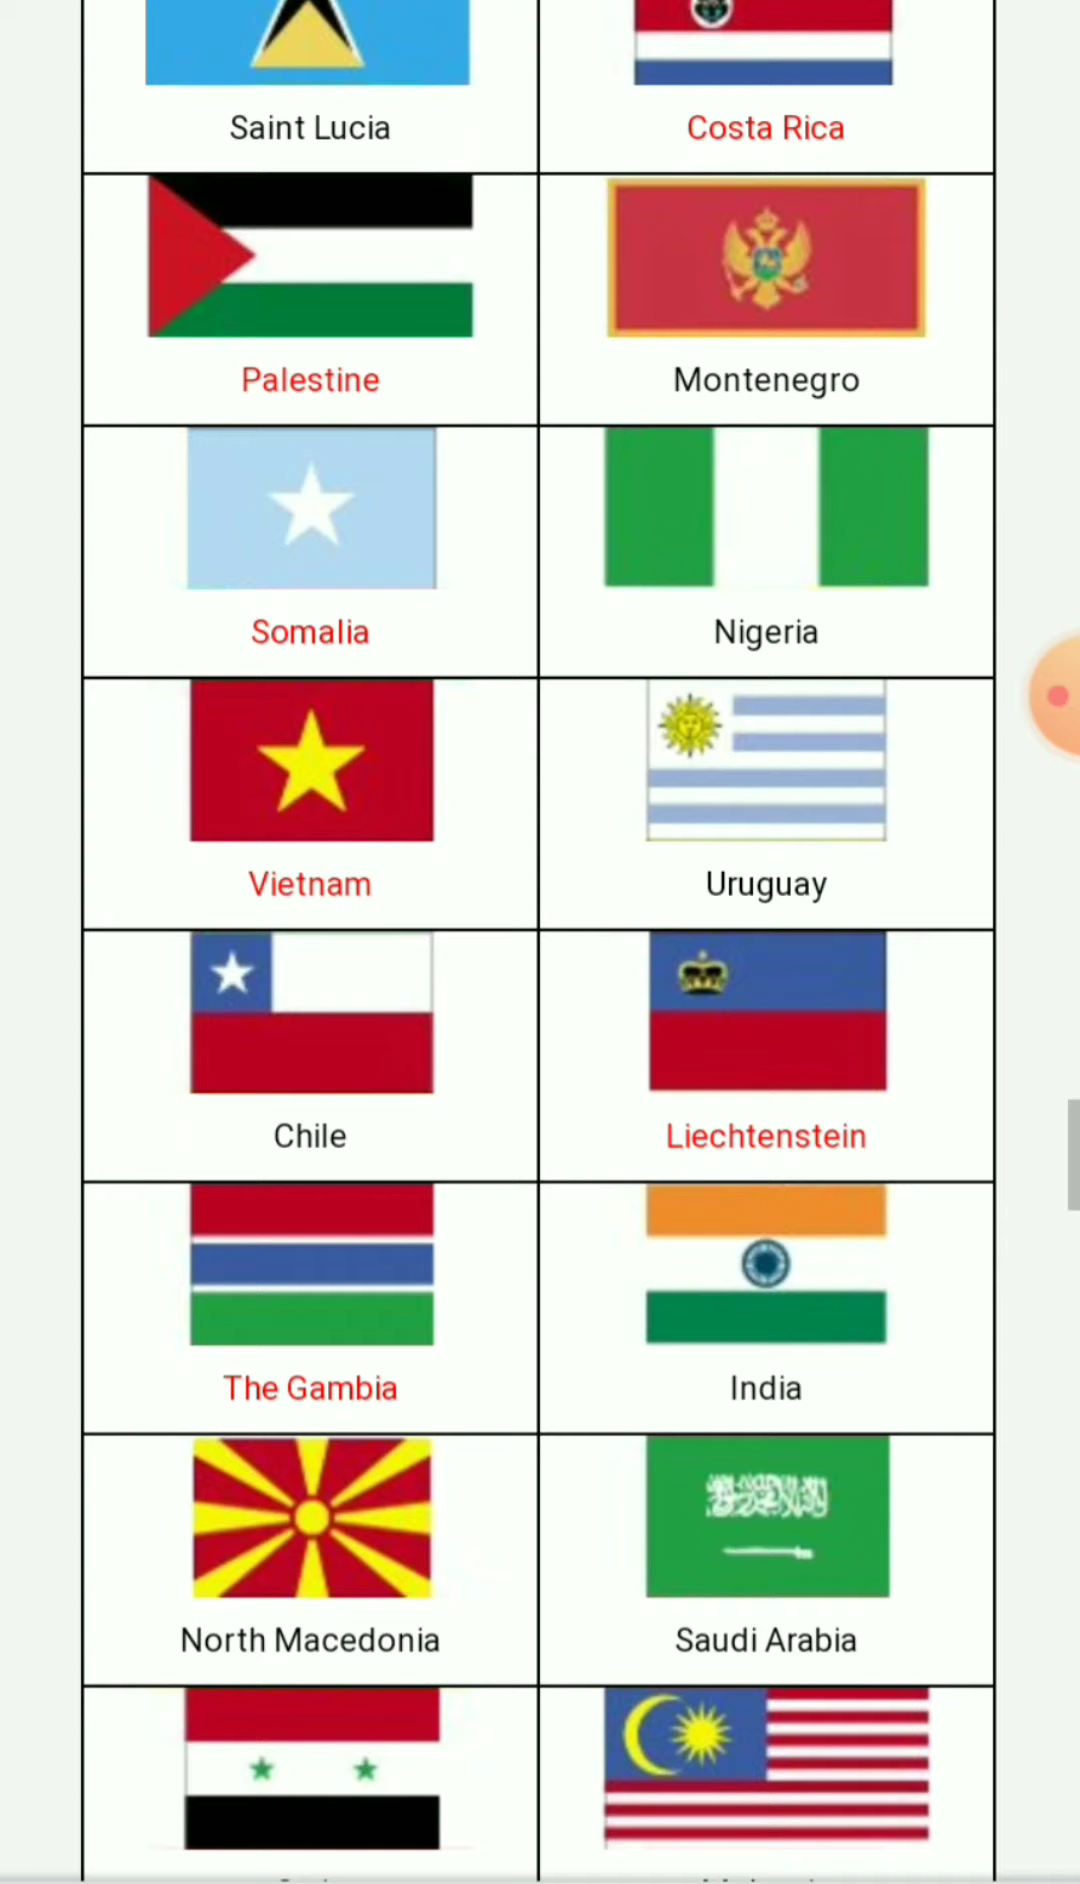 Saint Lucia
Costa Rica
Palestine
Montenegro
Somalia
Nigeria
Vietnam
Uruguay
Chile
Liechtenstein
The Gambia
India
North Macedonia
Saudi Arabia